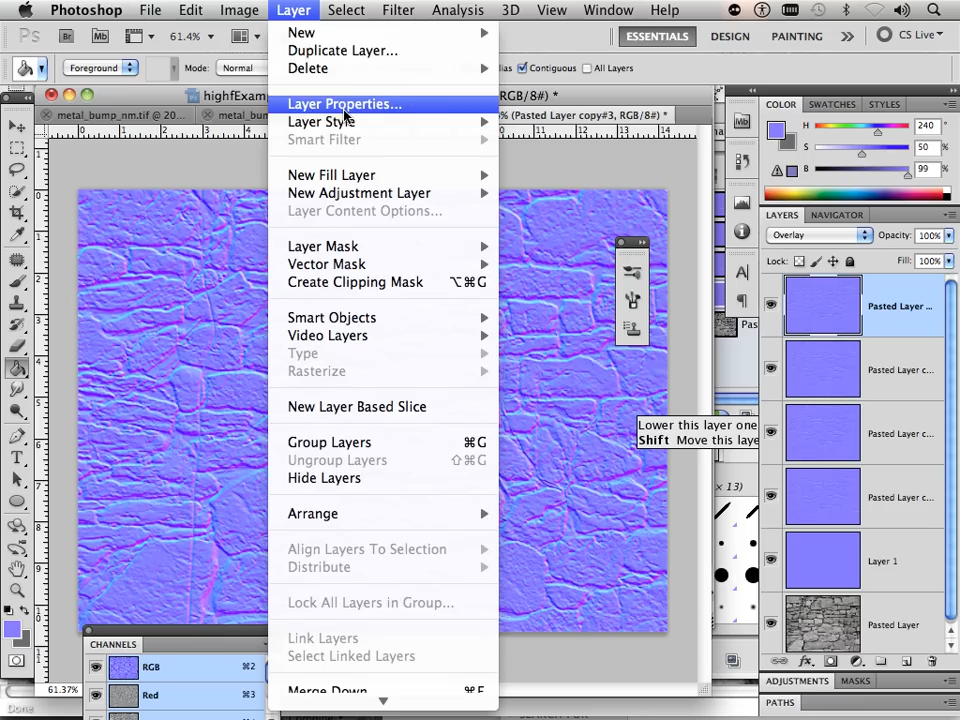 Photoshop File Edit Image Layer Select Filter Analysis 3D View Window Help
Ps Br Mb 61.4% ESSENTIALS DESIGN PAINTING CS Live
Foreground Mode: Normal Contiguous All Layers
metal_bump_nm.tif @ 20... (Pasted Layer copy#3, RGB/8#) *
New
Duplicate Layer...
Delete
Layer Properties...
Layer Style
Smart Filter
New Fill Layer
New Adjustment Layer
Layer Content Options...
Layer Mask
Vector Mask
Create Clipping Mask ⌥⌘G
Smart Objects
Video Layers
Type
Rasterize
New Layer Based Slice
Group Layers ⌘G
Ungroup Layers ⇧⌘G
Hide Layers
Arrange
Align Layers To Selection
Distribute
Lock All Layers in Group...
Link Layers
Select Linked Layers
Lower this layer one
Shift Move this laye
COLOR SWATCHES STYLES
H 240 °
S 50 %
B 99 %
LAYERS NAVIGATOR
Overlay Opacity: 100%
Lock: Fill: 100%
Pasted Layer ...
Pasted Layer c...
Pasted Layer c...
Pasted Layer c...
Layer 1
Pasted Layer
ADJUSTMENTS MASKS
PATHS
CHANNELS
RGB ⌘2
Red ⌘3
61.37%
Done